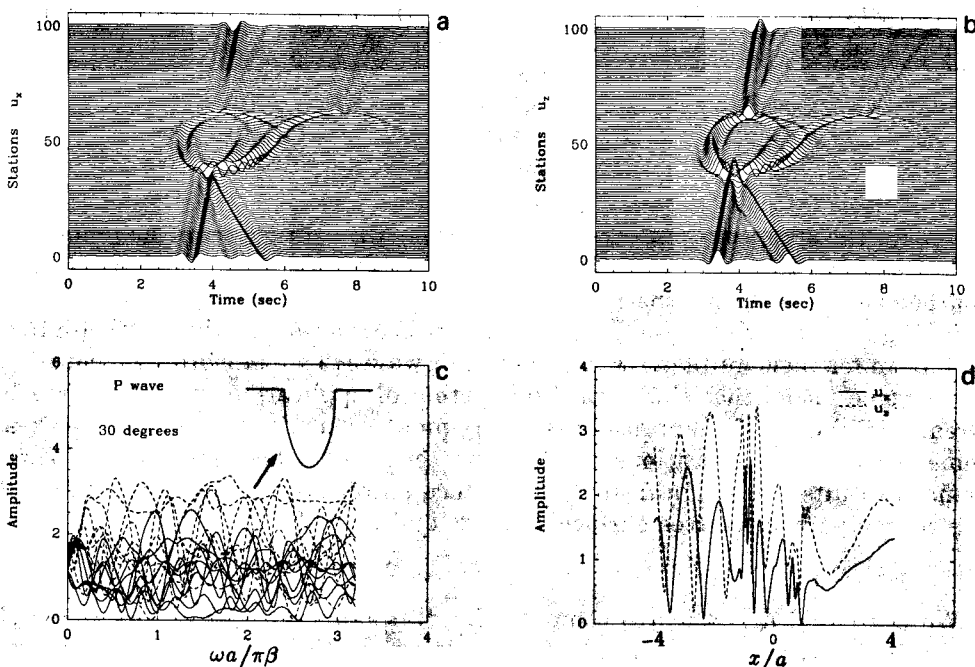 a
100
50
0
Stations u_x
0 2 4 6 8 10
Time (sec)
b
100
50
0
Stations u_z
0 2 4 6 8 10
Time (sec)
c
6
4
2
0
Amplitude
P wave
30 degrees
0 1 2 3 4
ωa/πβ
d
4
3
2
1
0
Amplitude
u_x
u_z
-4 0 4
x/a